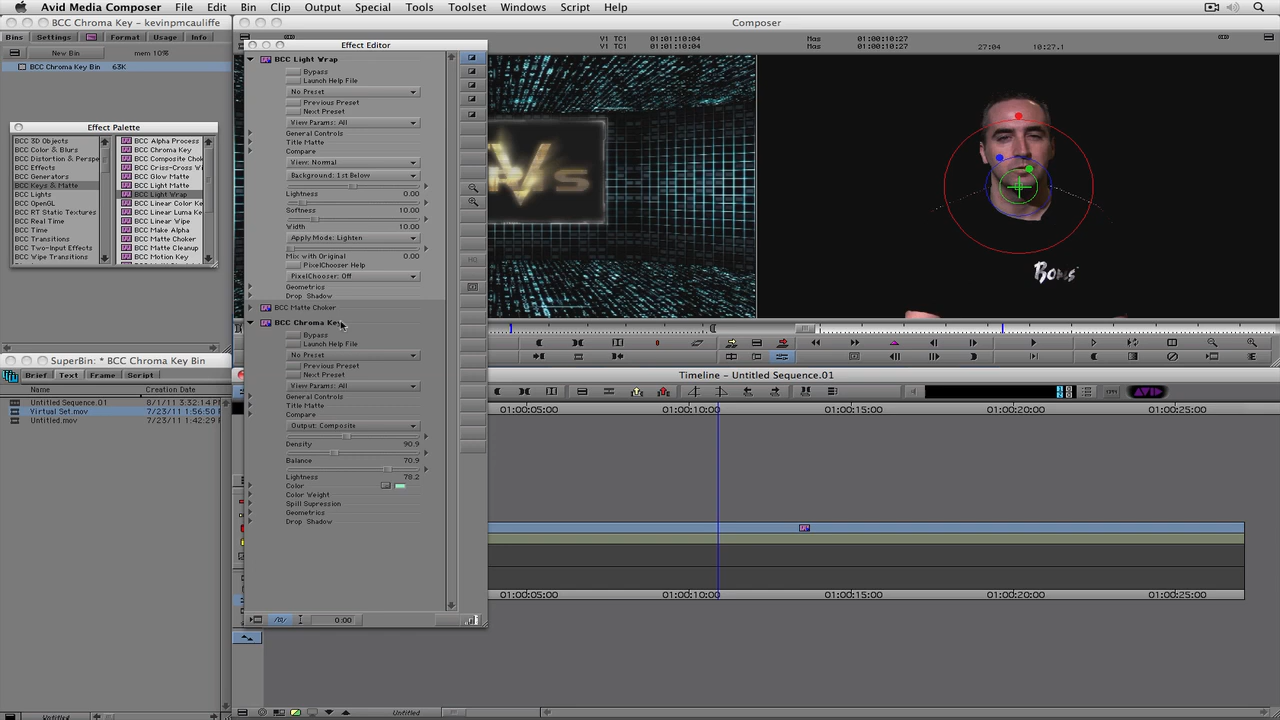 Avid Media Composer File Edit Bin Clip Output Special Tools Toolset Windows Script Help
BCC Chroma Key - kevinpmcauliffe
Bins Settings Format Usage Info
New Bin mem 10%
BCC Chroma Key Bin 63K
Effect Palette
BCC 3D Objects
BCC Color & Blurs
BCC Distortion & Perspe
BCC Effects
BCC Generators
BCC Keys & Matte
BCC Lights
BCC OpenGL
BCC RT Static Textures
BCC Real Time
BCC Time
BCC Transitions
BCC Two-Input Effects
BCC Wipe Transitions
BCC Alpha Process
BCC Chroma Key
BCC Composite Chok
BCC Criss-Cross Wi
BCC Glow Matte
BCC Light Matte
BCC Light Wrap
BCC Linear Color Ke
BCC Linear Luma Ke
BCC Linear Wipe
BCC Make Alpha
BCC Matte Choker
BCC Matte Cleanup
BCC Motion Key
SuperBin: * BCC Chroma Key Bin
Brief Text Frame Script
Name Creation Date
Untitled Sequence.01 8/1/11 3:32:14 PM
Virtual Set.mov 7/23/11 1:56:50
Untitled.mov 7/23/11 1:42:29
Untitled
Effect Editor
BCC Light Wrap
Bypass
Launch Help File
No Preset
Previous Preset
Next Preset
View Params: All
General Controls
Title Matte
Compare
View: Normal
Background: 1st Below
Lightness 0.00
Softness 10.00
Width 10.00
Apply Mode: Lighten
Mix with Original 0.00
PixelChooser Help
PixelChooser: Off
Geometrics
Drop Shadow
BCC Matte Choker
BCC Chroma Key
Bypass
Launch Help File
No Preset
Previous Preset
Next Preset
View Params: All
General Controls
Title Matte
Compare
Output: Composite
Density 90.9
Balance 70.9
Lightness 78.2
Color
Color Weight
Spill Supression
Geometrics
Drop Shadow
0:00
Composer
V1 TC1 01:01:10:04 Mas 01:00:10:27
V1 TC1 01:01:10:04 Mas 01:00:10:27
27:04 10:27.1
Timeline - Untitled Sequence.01
01:00:05:00 01:00:10:00 01:00:15:00 01:00:20:00 01:00:25:00
01:00:05:00 01:00:10:00 01:00:15:00 01:00:20:00 01:00:25:00
AVID
Untitled